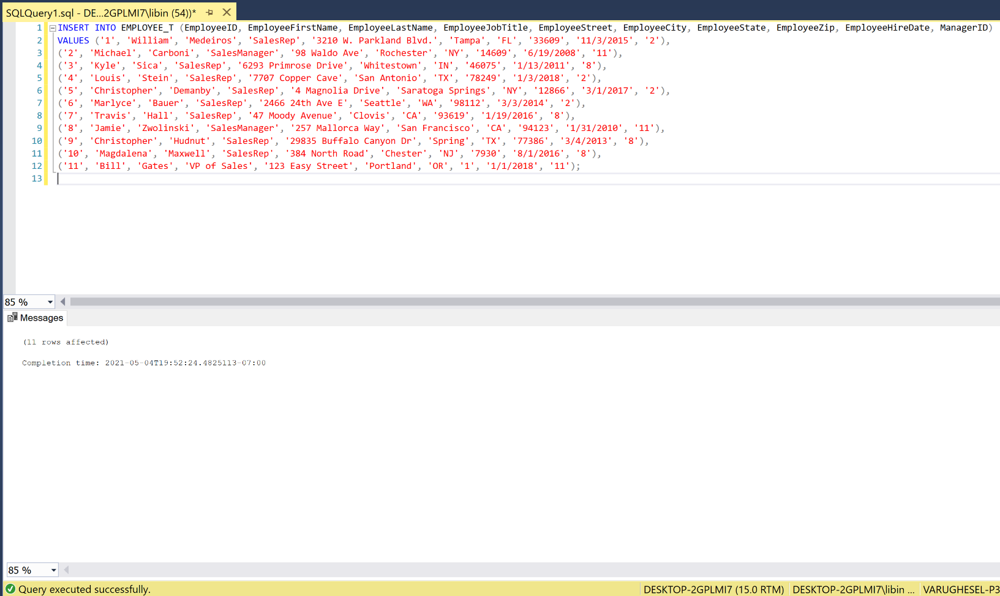 SQLQuery1.sql - DE...2GPLMI7\libin (54))*
1 INSERT INTO EMPLOYEE_T (EmployeeID, EmployeeFirstName, EmployeeLastName, EmployeeJobTitle, EmployeeStreet, EmployeeCity, EmployeeState, EmployeeZip, EmployeeHireDate, ManagerID)
2 VALUES ('1', 'William', 'Medeiros', 'SalesRep', '3210 W. Parkland Blvd.', 'Tampa', 'FL', '33609', '11/3/2015', '2'),
3 ('2', 'Michael', 'Carboni', 'SalesManager', '98 Waldo Ave', 'Rochester', 'NY', '14609', '6/19/2008', '11'),
4 ('3', 'Kyle', 'Sica', 'SalesRep', '6293 Primrose Drive', 'Whitestown', 'IN', '46075', '1/13/2011', '8'),
5 ('4', 'Louis', 'Stein', 'SalesRep', '7707 Copper Cave', 'San Antonio', 'TX', '78249', '1/3/2018', '2'),
6 ('5', 'Christopher', 'Demanby', 'SalesRep', '4 Magnolia Drive', 'Saratoga Springs', 'NY', '12866', '3/1/2017', '2'),
7 ('6', 'Marlyce', 'Bauer', 'SalesRep', '2466 24th Ave E', 'Seattle', 'WA', '98112', '3/3/2014', '2'),
8 ('7', 'Travis', 'Hall', 'SalesRep', '47 Moody Avenue', 'Clovis', 'CA', '93619', '1/19/2016', '8'),
9 ('8', 'Jamie', 'Zwolinski', 'SalesManager', '257 Mallorca Way', 'San Francisco', 'CA', '94123', '1/31/2010', '11'),
10 ('9', 'Christopher', 'Hudnut', 'SalesRep', '29835 Buffalo Canyon Dr', 'Spring', 'TX', '77386', '3/4/2013', '8'),
11 ('10', 'Magdalena', 'Maxwell', 'SalesRep', '384 North Road', 'Chester', 'NJ', '7930', '8/1/2016', '8'),
12 ('11', 'Bill', 'Gates', 'VP of Sales', '123 Easy Street', 'Portland', 'OR', '1', '1/1/2018', '11');
13
85 %
Messages
(11 rows affected)
Completion time: 2021-05-04T19:52:24.4825113-07:00
85 %
Query executed successfully.
DESKTOP-2GPLMI7 (15.0 RTM)
DESKTOP-2GPLMI7\libin ...
VARUGHESEL-P3